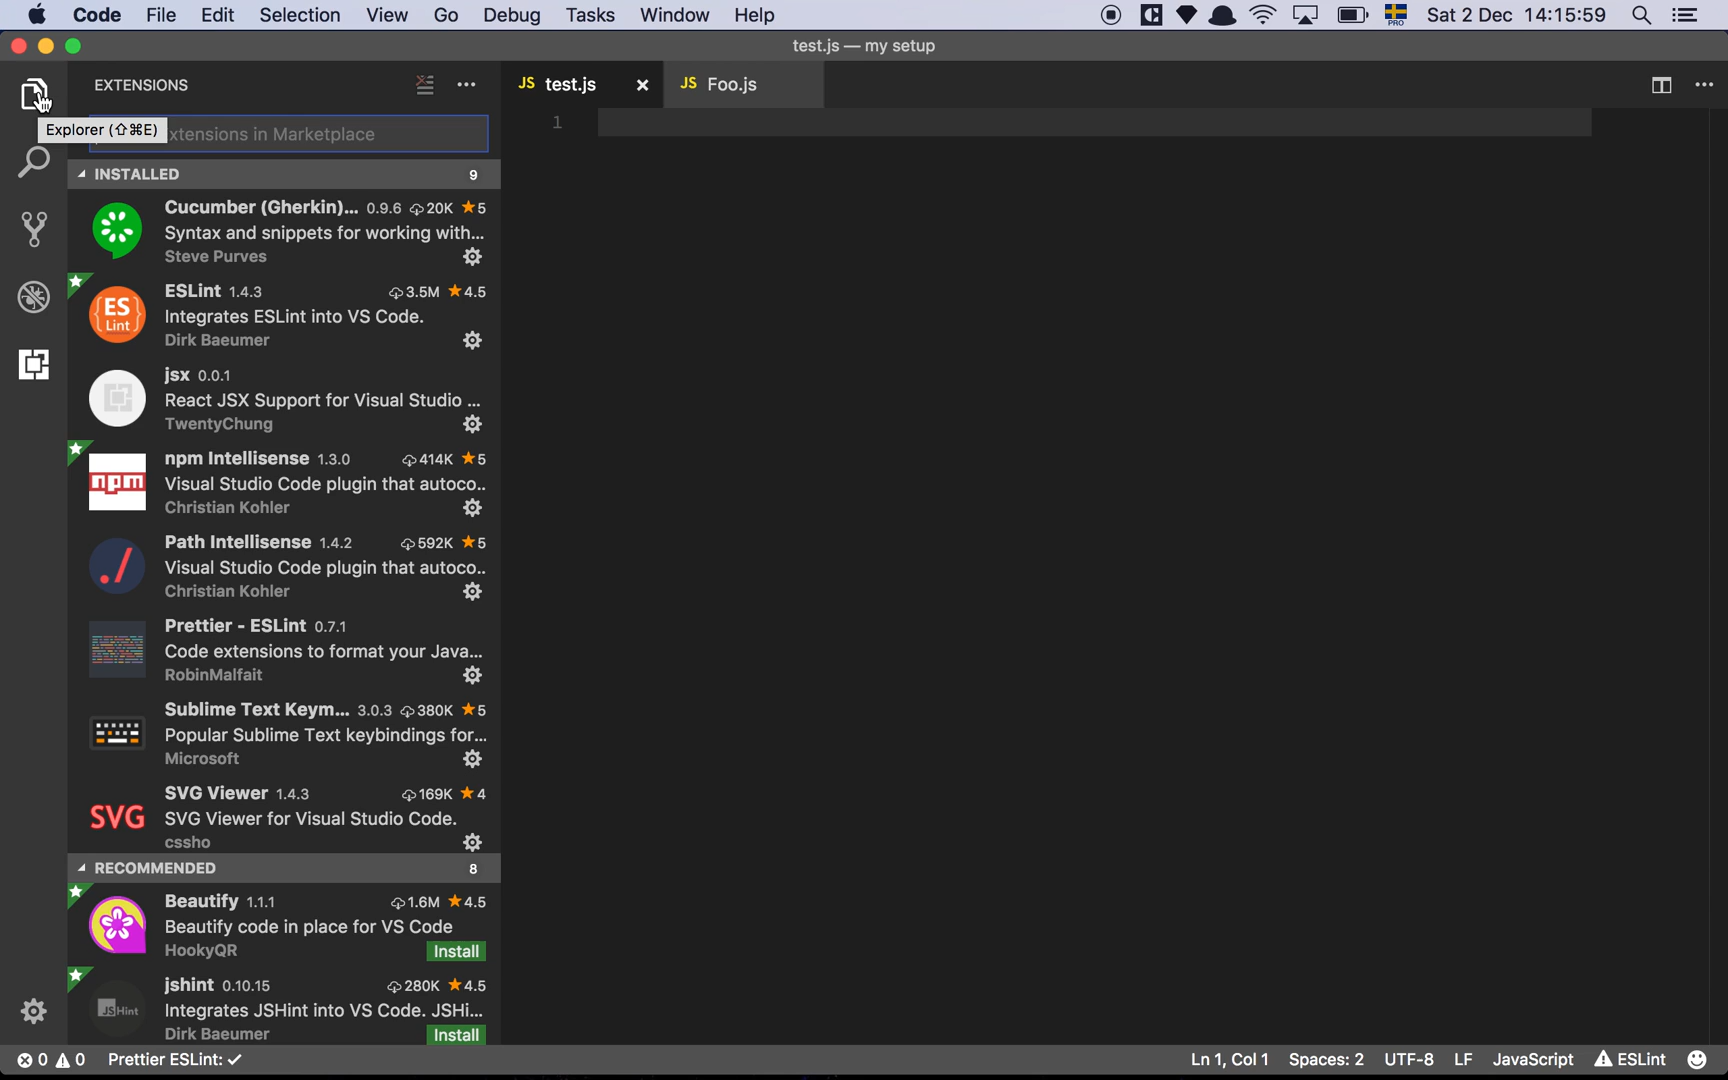 Code File Edit Selection View Go Debug Tasks Window Help PRO Sat 2 Dec 14:15:59
test.js — my setup
EXTENSIONS
JS test.js
JS Foo.js
Explorer (⇧⌘E)
xtensions in Marketplace
1
INSTALLED 9
Cucumber (Gherkin)... 0.9.6 20K ★5
Syntax and snippets for working with...
Steve Purves
ES Lint
ESLint 1.4.3 3.5M ★4.5
Integrates ESLint into VS Code.
Dirk Baeumer
jsx 0.0.1
React JSX Support for Visual Studio ...
TwentyChung
npm
npm Intellisense 1.3.0 414K ★5
Visual Studio Code plugin that autoco...
Christian Kohler
./
Path Intellisense 1.4.2 592K ★5
Visual Studio Code plugin that autoco...
Christian Kohler
Prettier - ESLint 0.7.1
Code extensions to format your Java...
RobinMalfait
Sublime Text Keym... 3.0.3 380K ★5
Popular Sublime Text keybindings for...
Microsoft
SVG
SVG Viewer 1.4.3 169K ★4
SVG Viewer for Visual Studio Code.
cssho
RECOMMENDED 8
Beautify 1.1.1 1.6M ★4.5
Beautify code in place for VS Code
HookyQR Install
JSHint
jshint 0.10.15 280K ★4.5
Integrates JSHint into VS Code. JSHi...
Dirk Baeumer Install
0 0 Prettier ESLint: ✓ Ln 1, Col 1 Spaces: 2 UTF-8 LF JavaScript ESLint